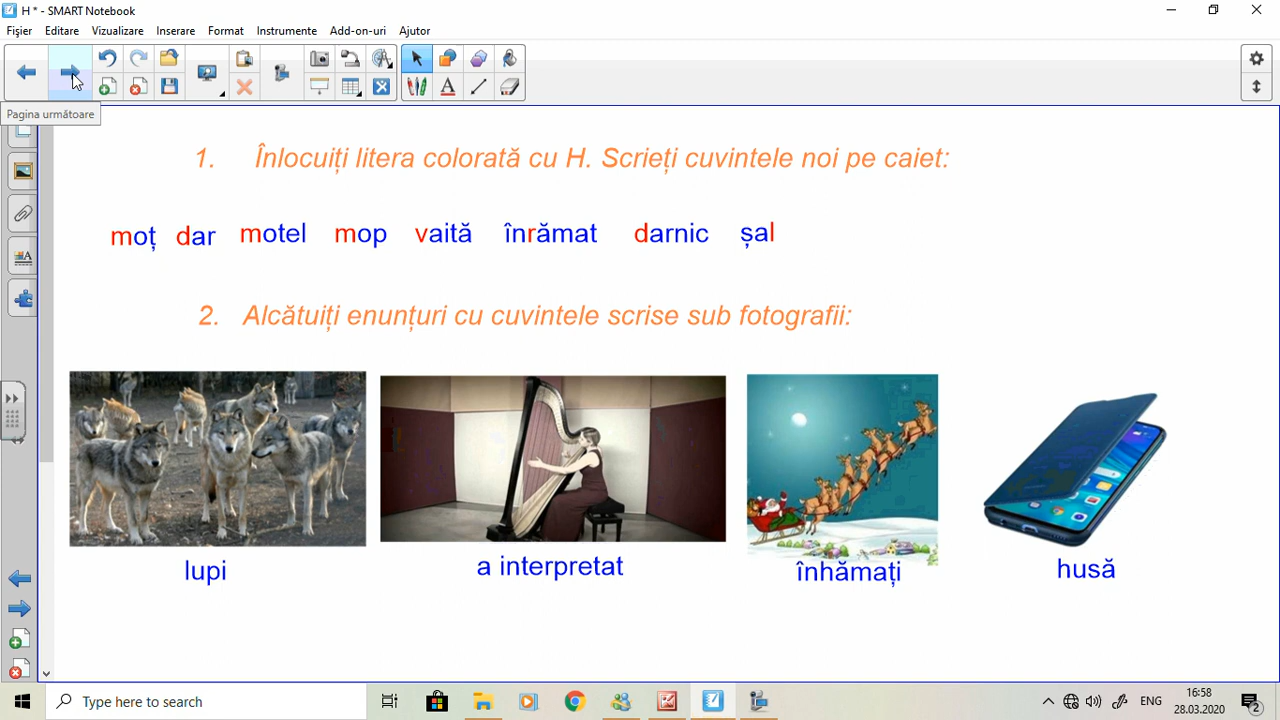 H * - SMART Notebook
Fișier Editare Vizualizare Inserare Format Instrumente Add-on-uri Ajutor
Pagina următoare
1. Înlocuiți litera colorată cu H. Scrieți cuvintele noi pe caiet:
moț dar motel mop vaită înrămat darnic șal
2. Alcătuiți enunțuri cu cuvintele scrise sub fotografii:
lupi a interpretat înhămați husă
Type here to search
ENG
16:58
28.03.2020
2